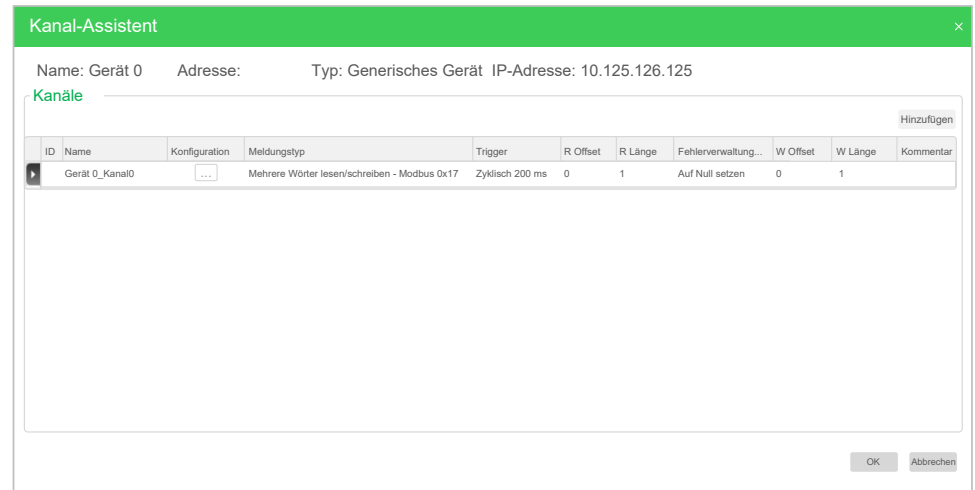 Kanal-Assistent ×
Name: Gerät 0 Adresse: Typ: Generisches Gerät IP-Adresse: 10.125.126.125
Kanäle
Hinzufügen
ID Name Konfiguration Meldungstyp Trigger R Offset R Länge Fehlerverwaltung... W Offset W Länge Kommentar
Gerät 0_Kanal0 ... Mehrere Wörter lesen/schreiben - Modbus 0x17 Zyklisch 200 ms 0 1 Auf Null setzen 0 1
OK Abbrechen